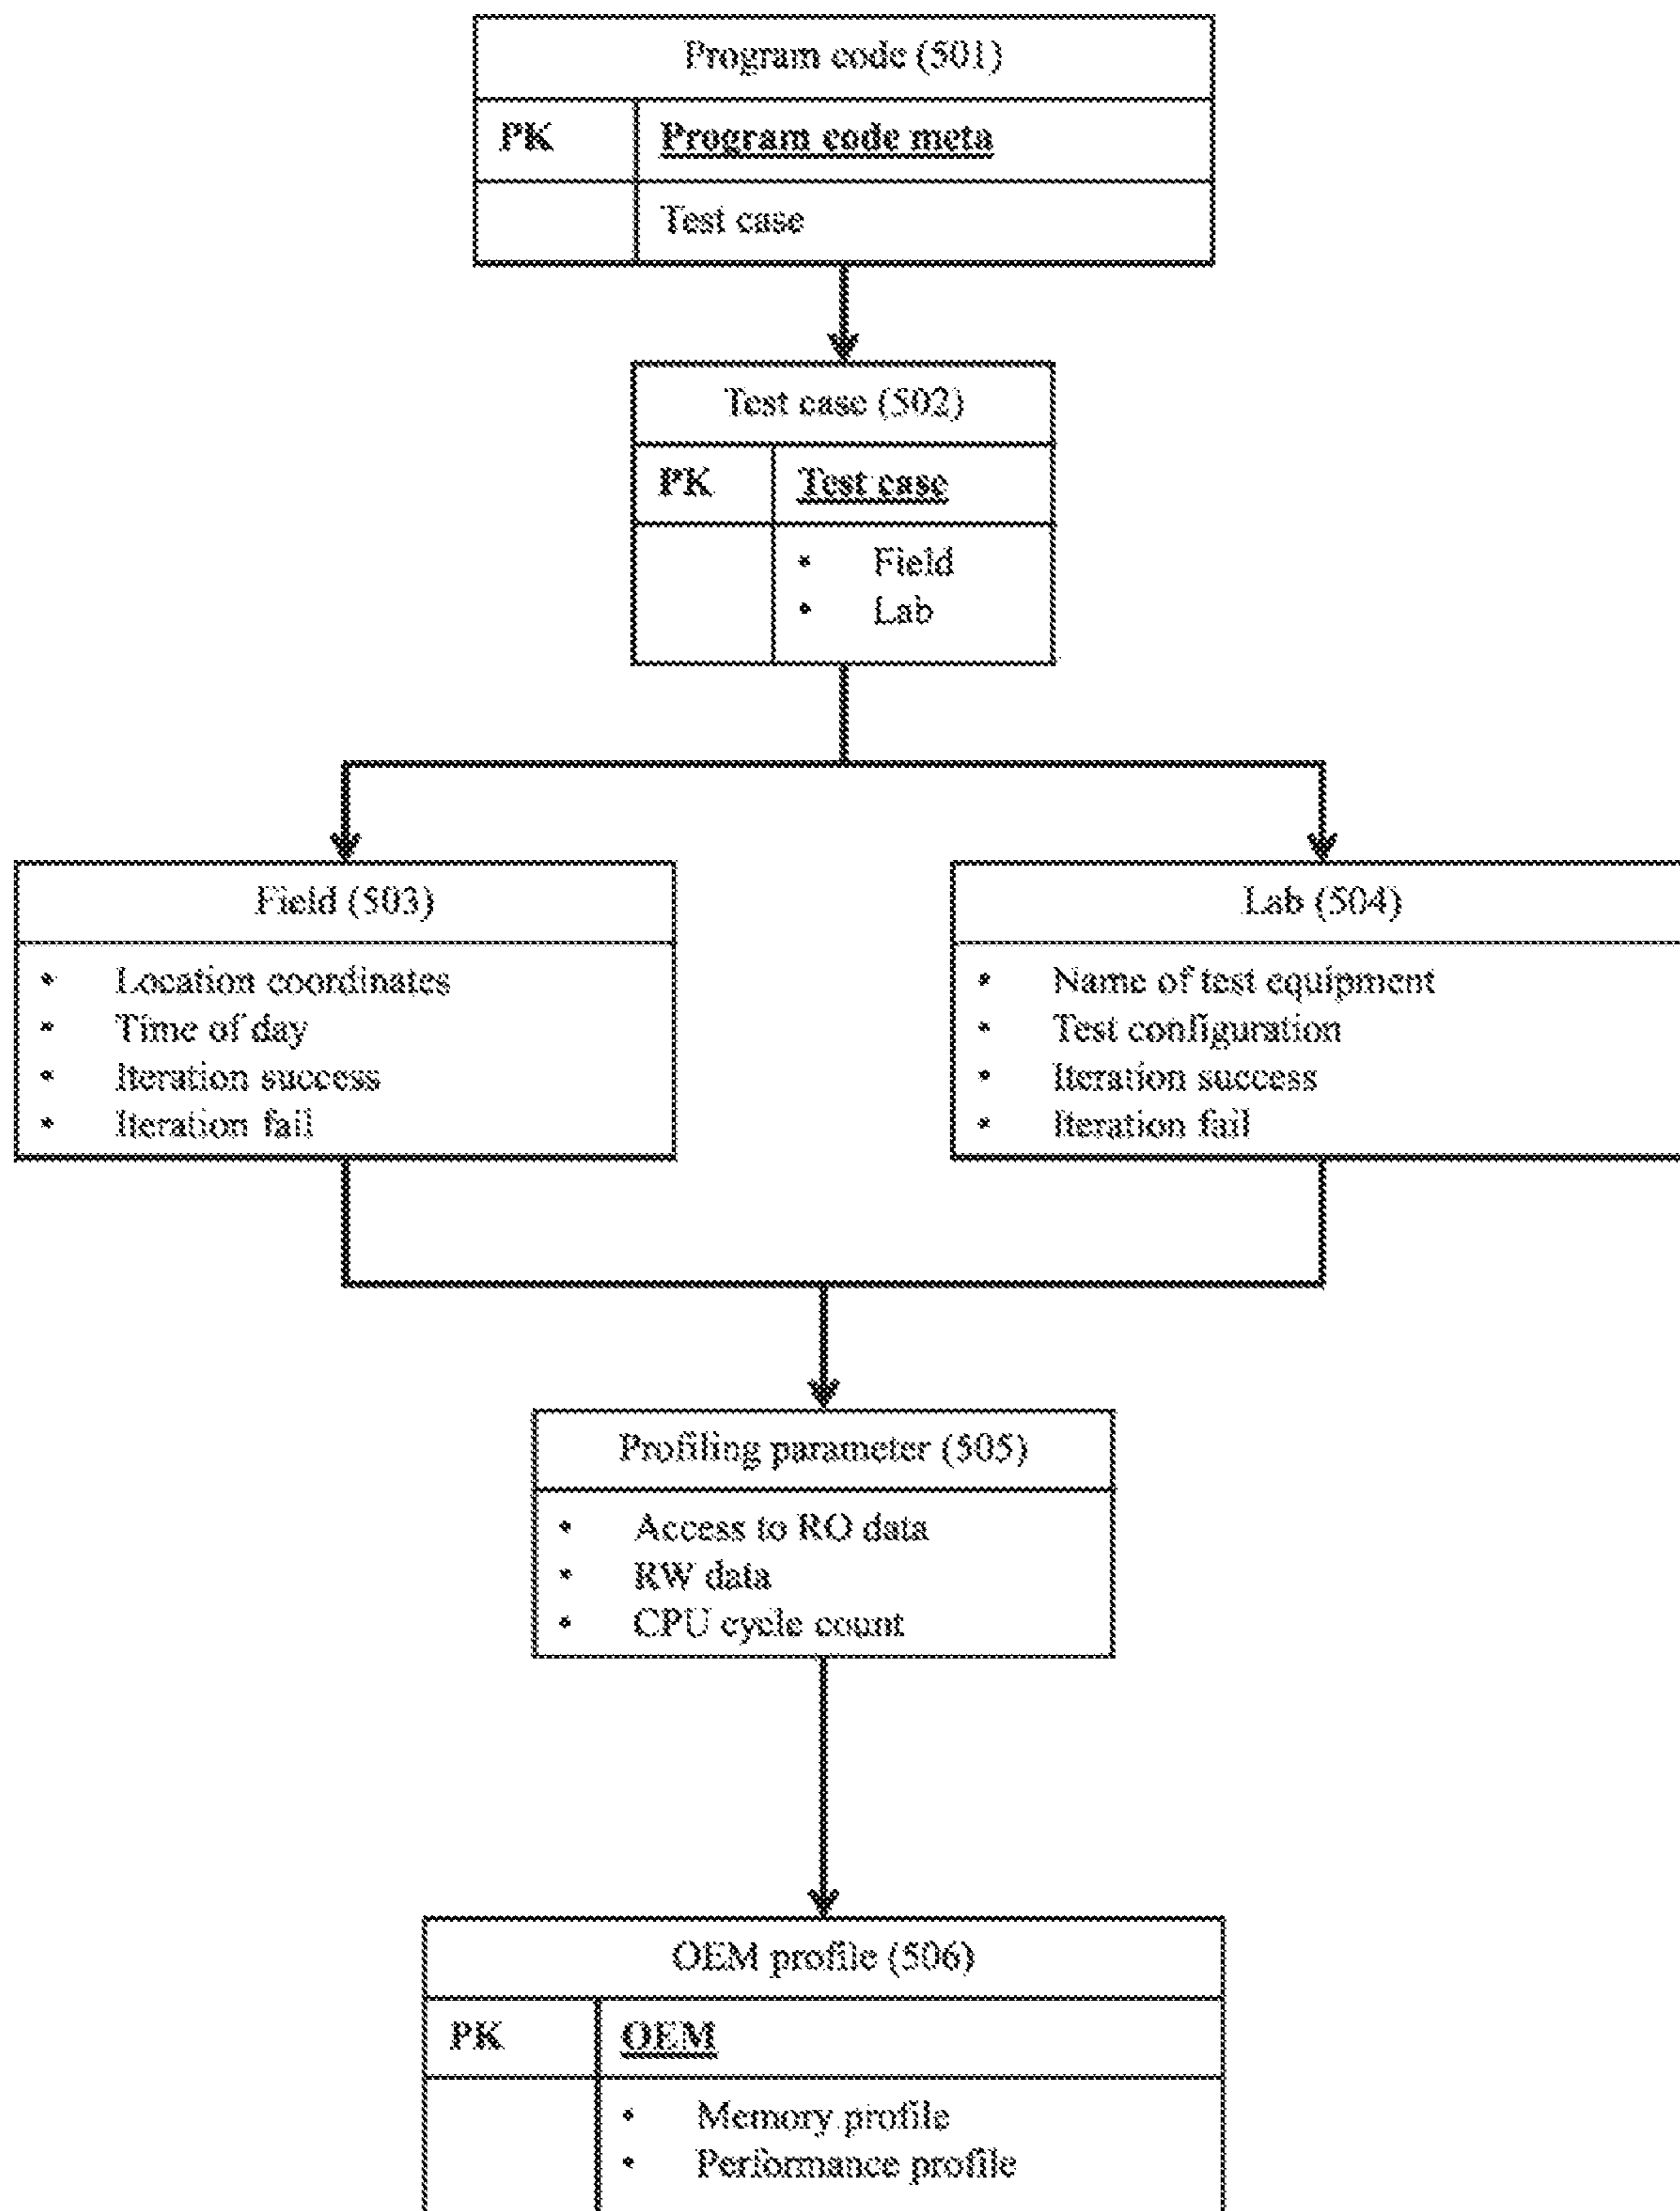 Program code (501)
PK Program code meta
Test case
Test case (502)
PK Test case
• Field
• Lab
Field (503)
• Location coordinates
• Time of day
• Iteration success
• Iteration fail
Lab (504)
• Name of test equipment
• Test configuration
• Iteration success
• Iteration fail
Profiling parameter (505)
• Access to RO data
• RW data
• CPU cycle count
OEM profile (506)
PK OEM
• Memory profile
• Performance profile